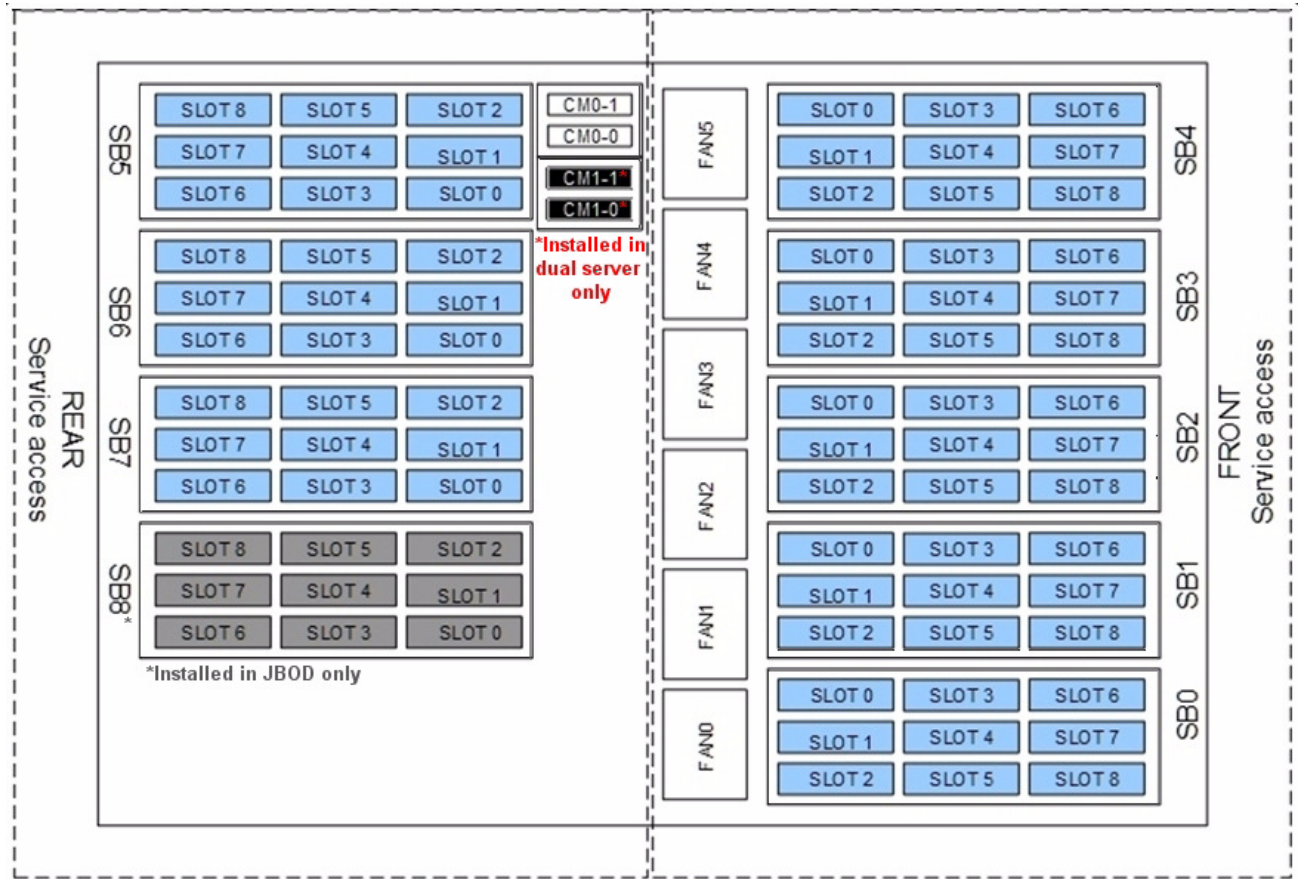 REAR
Service access
SB5
SLOT 8 SLOT 5 SLOT 2
SLOT 7 SLOT 4 SLOT 1
SLOT 6 SLOT 3 SLOT 0
SB6
SLOT 8 SLOT 5 SLOT 2
SLOT 7 SLOT 4 SLOT 1
SLOT 6 SLOT 3 SLOT 0
SB7
SLOT 8 SLOT 5 SLOT 2
SLOT 7 SLOT 4 SLOT 1
SLOT 6 SLOT 3 SLOT 0
SB8*
SLOT 8 SLOT 5 SLOT 2
SLOT 7 SLOT 4 SLOT 1
SLOT 6 SLOT 3 SLOT 0
*Installed in JBOD only
CM0-1
CM0-0
CM1-1*
CM1-0*
*Installed in
dual server
only
FAN5
FAN4
FAN3
FAN2
FAN1
FAN0
SB4
SLOT 0 SLOT 3 SLOT 6
SLOT 1 SLOT 4 SLOT 7
SLOT 2 SLOT 5 SLOT 8
SB3
SLOT 0 SLOT 3 SLOT 6
SLOT 1 SLOT 4 SLOT 7
SLOT 2 SLOT 5 SLOT 8
SB2
SLOT 0 SLOT 3 SLOT 6
SLOT 1 SLOT 4 SLOT 7
SLOT 2 SLOT 5 SLOT 8
SB1
SLOT 0 SLOT 3 SLOT 6
SLOT 1 SLOT 4 SLOT 7
SLOT 2 SLOT 5 SLOT 8
SB0
SLOT 0 SLOT 3 SLOT 6
SLOT 1 SLOT 4 SLOT 7
SLOT 2 SLOT 5 SLOT 8
FRONT
Service access